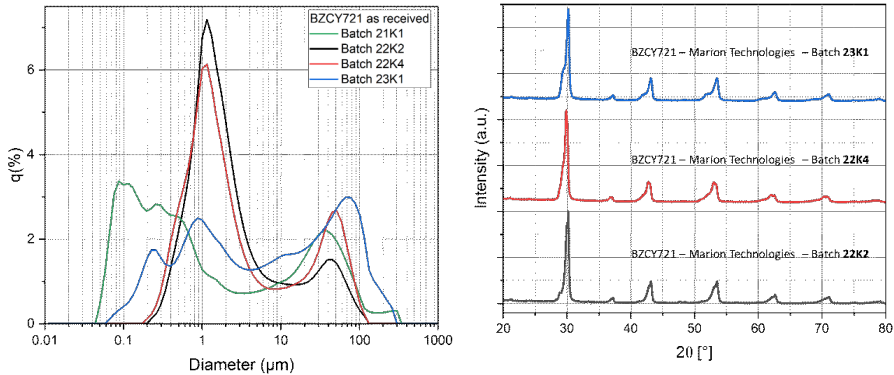 BZCY721 as received
Batch 21K1
Batch 22K2
Batch 22K4
Batch 23K1
6
4
2
0
q(%)
0.01 0.1 1 10 100 1000
Diameter (µm)
BZCY721 – Marion Technologies – Batch 23K1
BZCY721 – Marion Technologies – Batch 22K4
BZCY721 – Marion Technologies – Batch 22K2
Intensity (a.u.)
20 30 40 50 60 70 80
2θ [°]